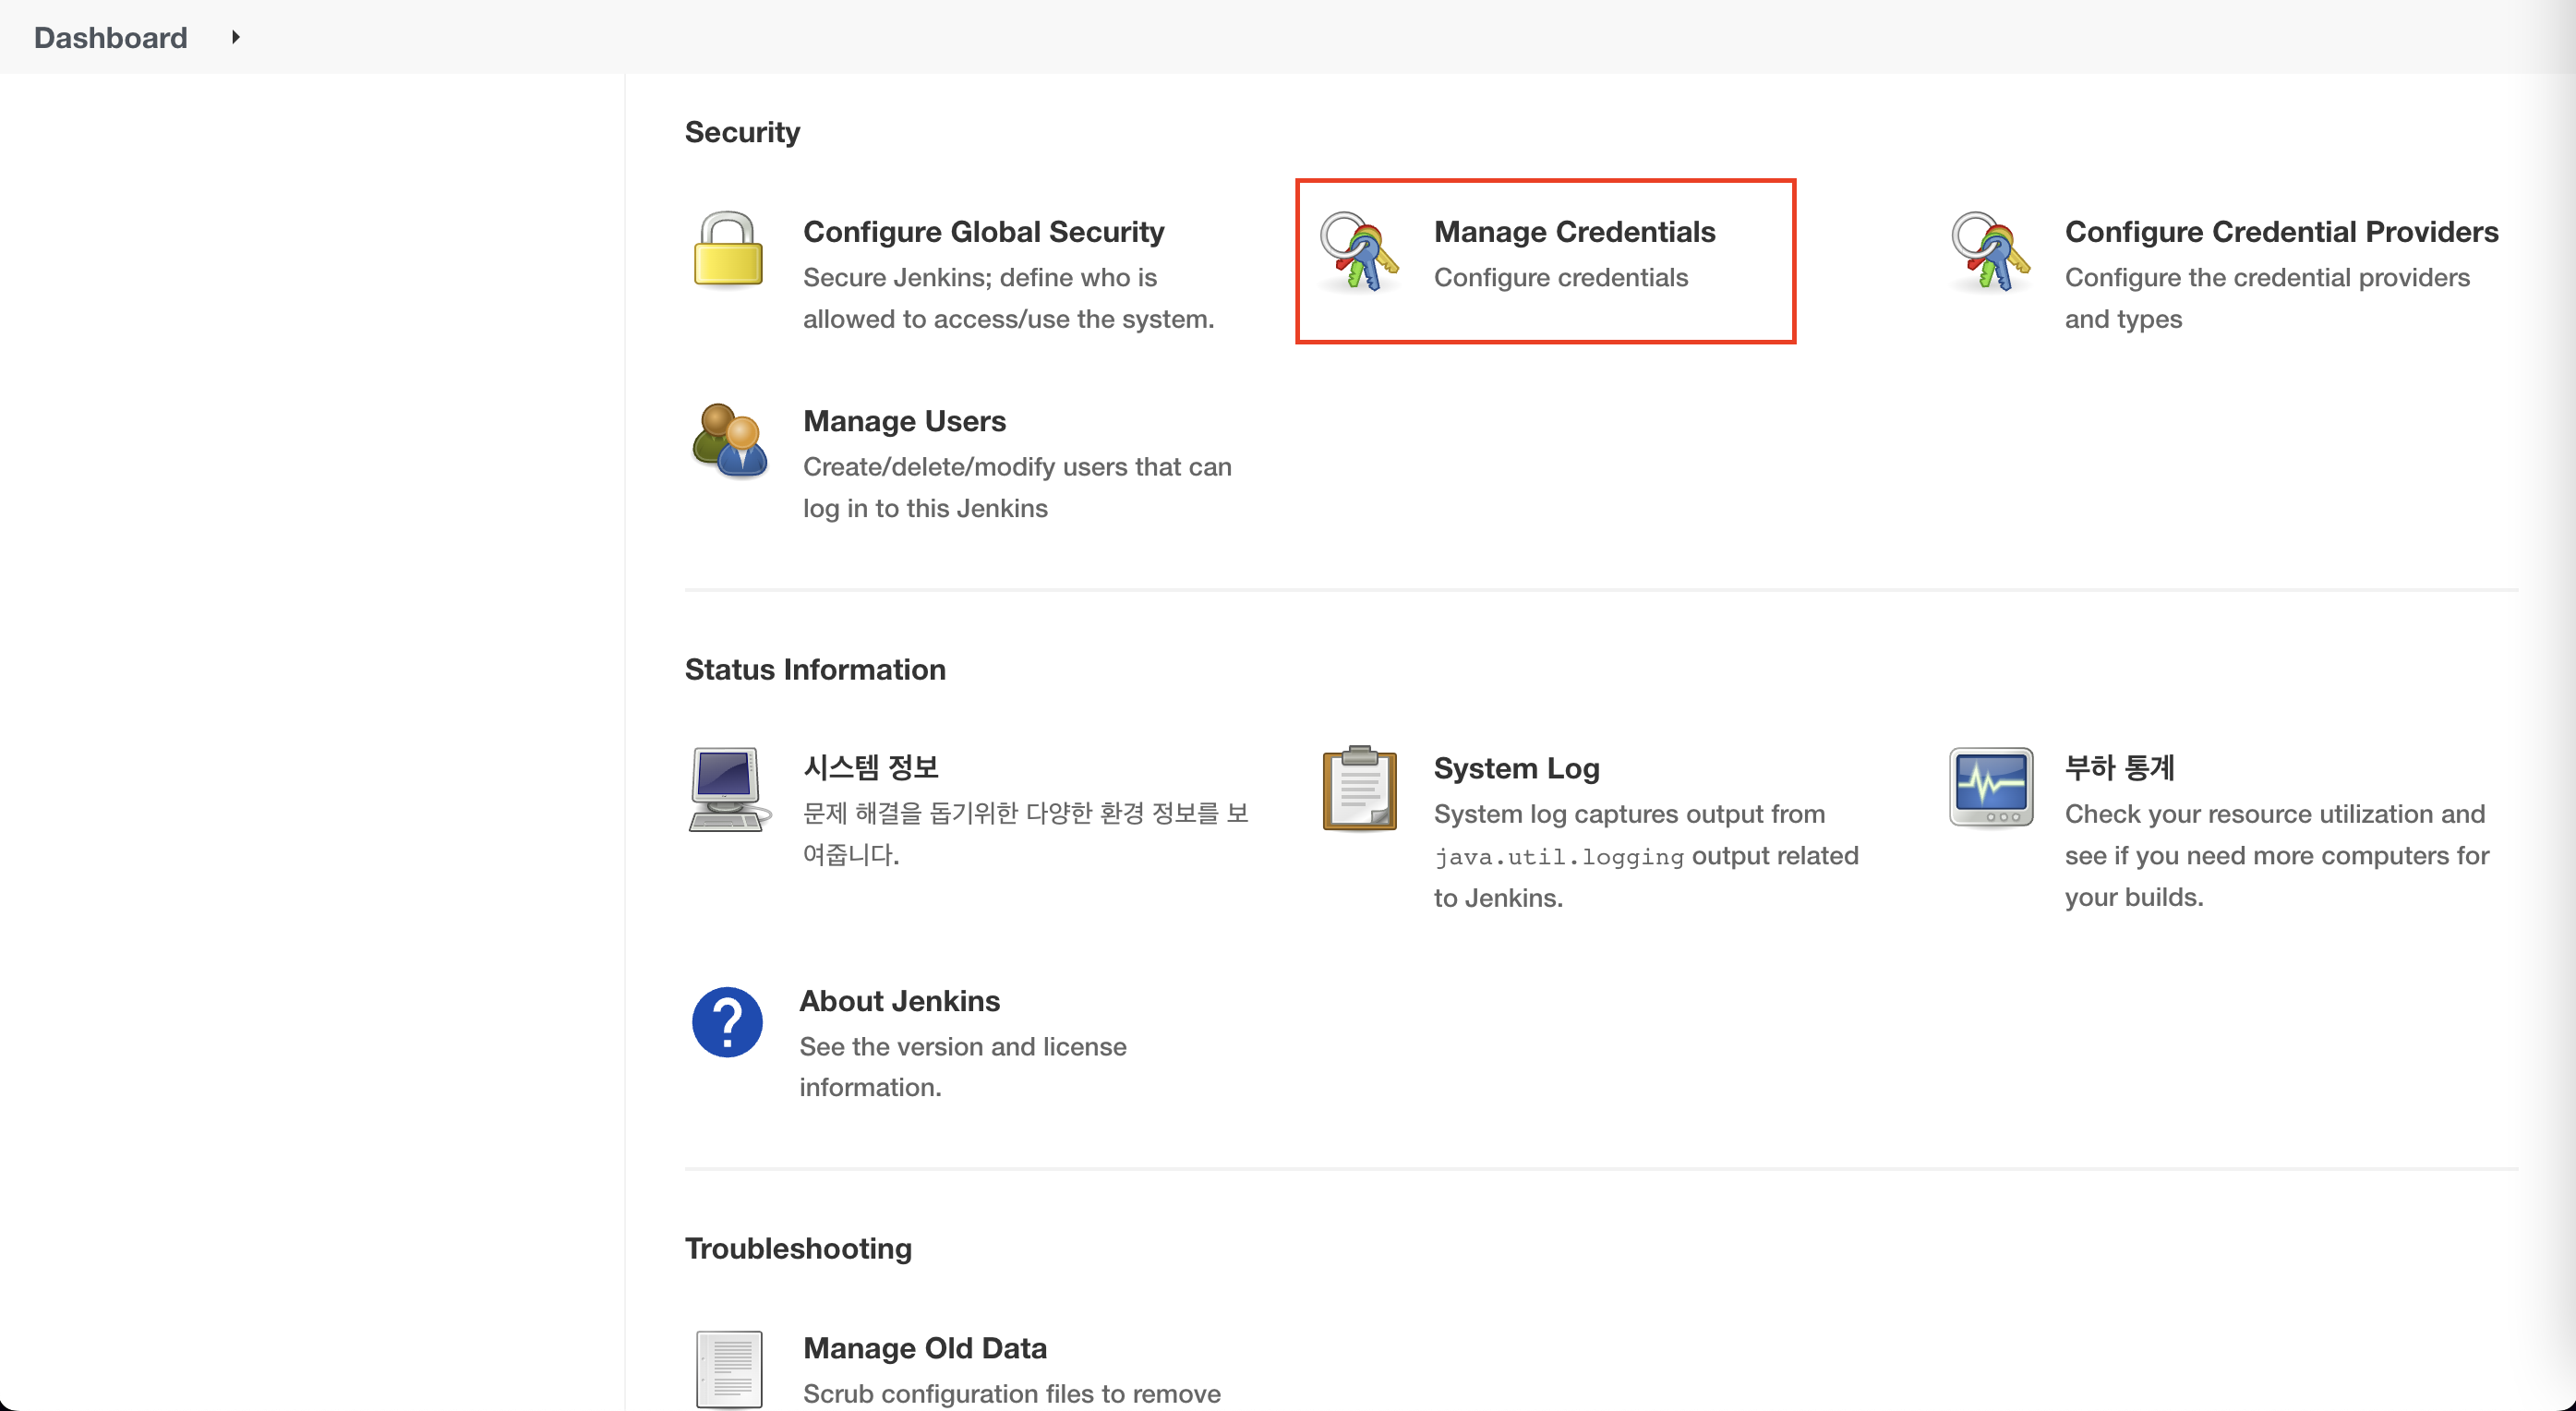 Dashboard
Security
Configure Global Security
Secure Jenkins; define who is
allowed to access/use the system.
Manage Credentials
Configure credentials
Configure Credential Providers
Configure the credential providers
and types
Manage Users
Create/delete/modify users that can
log in to this Jenkins
Status Information
시스템 정보
문제 해결을 돕기위한 다양한 환경 정보를 보
여줍니다.
System Log
System log captures output from
java.util.logging output related
to Jenkins.
부하 통계
Check your resource utilization and
see if you need more computers for
your builds.
About Jenkins
See the version and license
information.
Troubleshooting
Manage Old Data
Scrub configuration files to remove